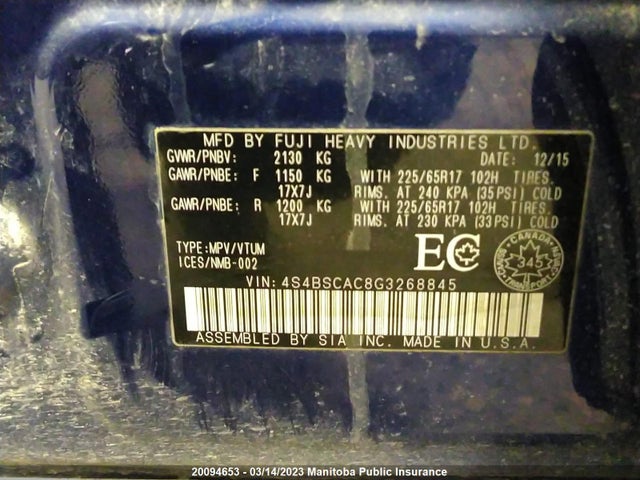 MFD BY FUJI HEAVY INDUSTRIES LTD.
GWWR/PNBV: 2130 KG DATE: 12/15
GAWR/PNBE: F 1150 KG WITH 225/65R17 102H TIRES.
17X7J RIMS. AT 240 KPA (35PSI) COLD
GAWR/PNBE: R 1200 KG WITH 225/65R17 102H TIRES.
17X7J RIMS. AT 230 KPA (33PSI) COLD
TYPE:MPV/VTUM
ICES/NMB-002
EC
CANADA
345
TRANSPORT
VIN: 4S4BSCAC8G3268845
ASSEMBLED BY SIA INC. MADE IN U.S.A.
20094653 - 03/14/2023 Manitoba Public Insurance